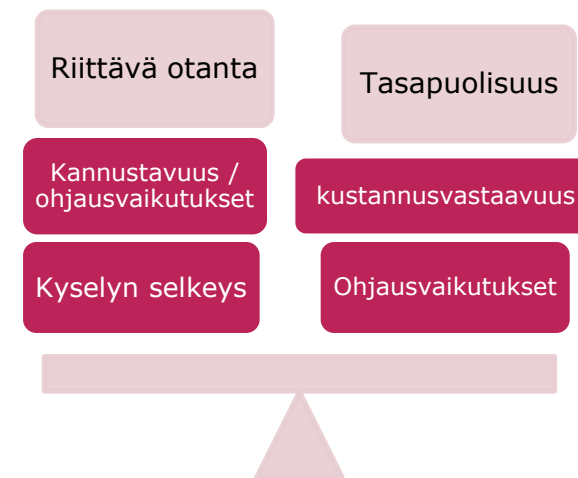 Riittävä otanta
Kannustavuus /
ohjausvaikutukset
Kyselyn selkeys
Tasapuolisuus
kustannusvastaavuus
Ohjausvaikutukset